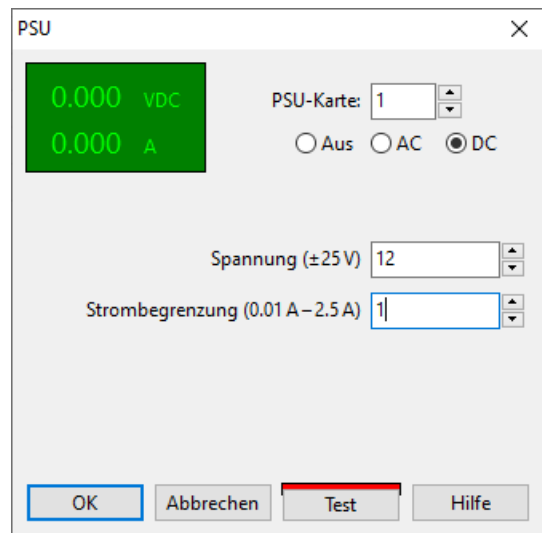 PSU
0.000 VDC
0.000 A
PSU-Karte: 1
Aus AC DC
Spannung (±25 V) 12
Strombegrenzung (0.01 A – 2.5 A) 1
OK Abbrechen Test Hilfe